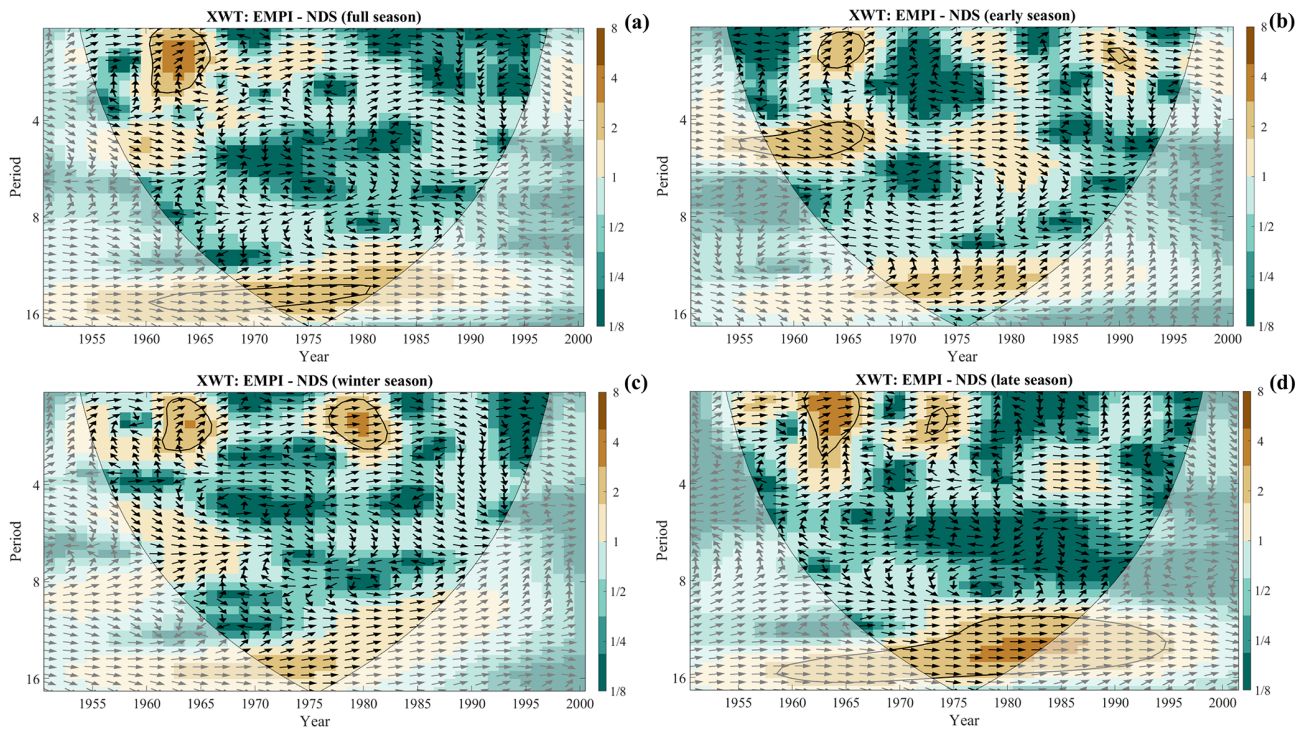 XWT: EMPI - NDS (full season)
(a)
Period
4
8
16
1955 1960 1965 1970 1975 1980 1985 1990 1995 2000
Year
8
4
2
1
1/2
1/4
1/8
XWT: EMPI - NDS (early season)
(b)
Period
4
8
16
1955 1960 1965 1970 1975 1980 1985 1990 1995 2000
Year
8
4
2
1
1/2
1/4
1/8
XWT: EMPI - NDS (winter season)
(c)
Period
4
8
16
1955 1960 1965 1970 1975 1980 1985 1990 1995 2000
Year
8
4
2
1
1/2
1/4
1/8
XWT: EMPI - NDS (late season)
(d)
Period
4
8
16
1955 1960 1965 1970 1975 1980 1985 1990 1995 2000
Year
8
4
2
1
1/2
1/4
1/8